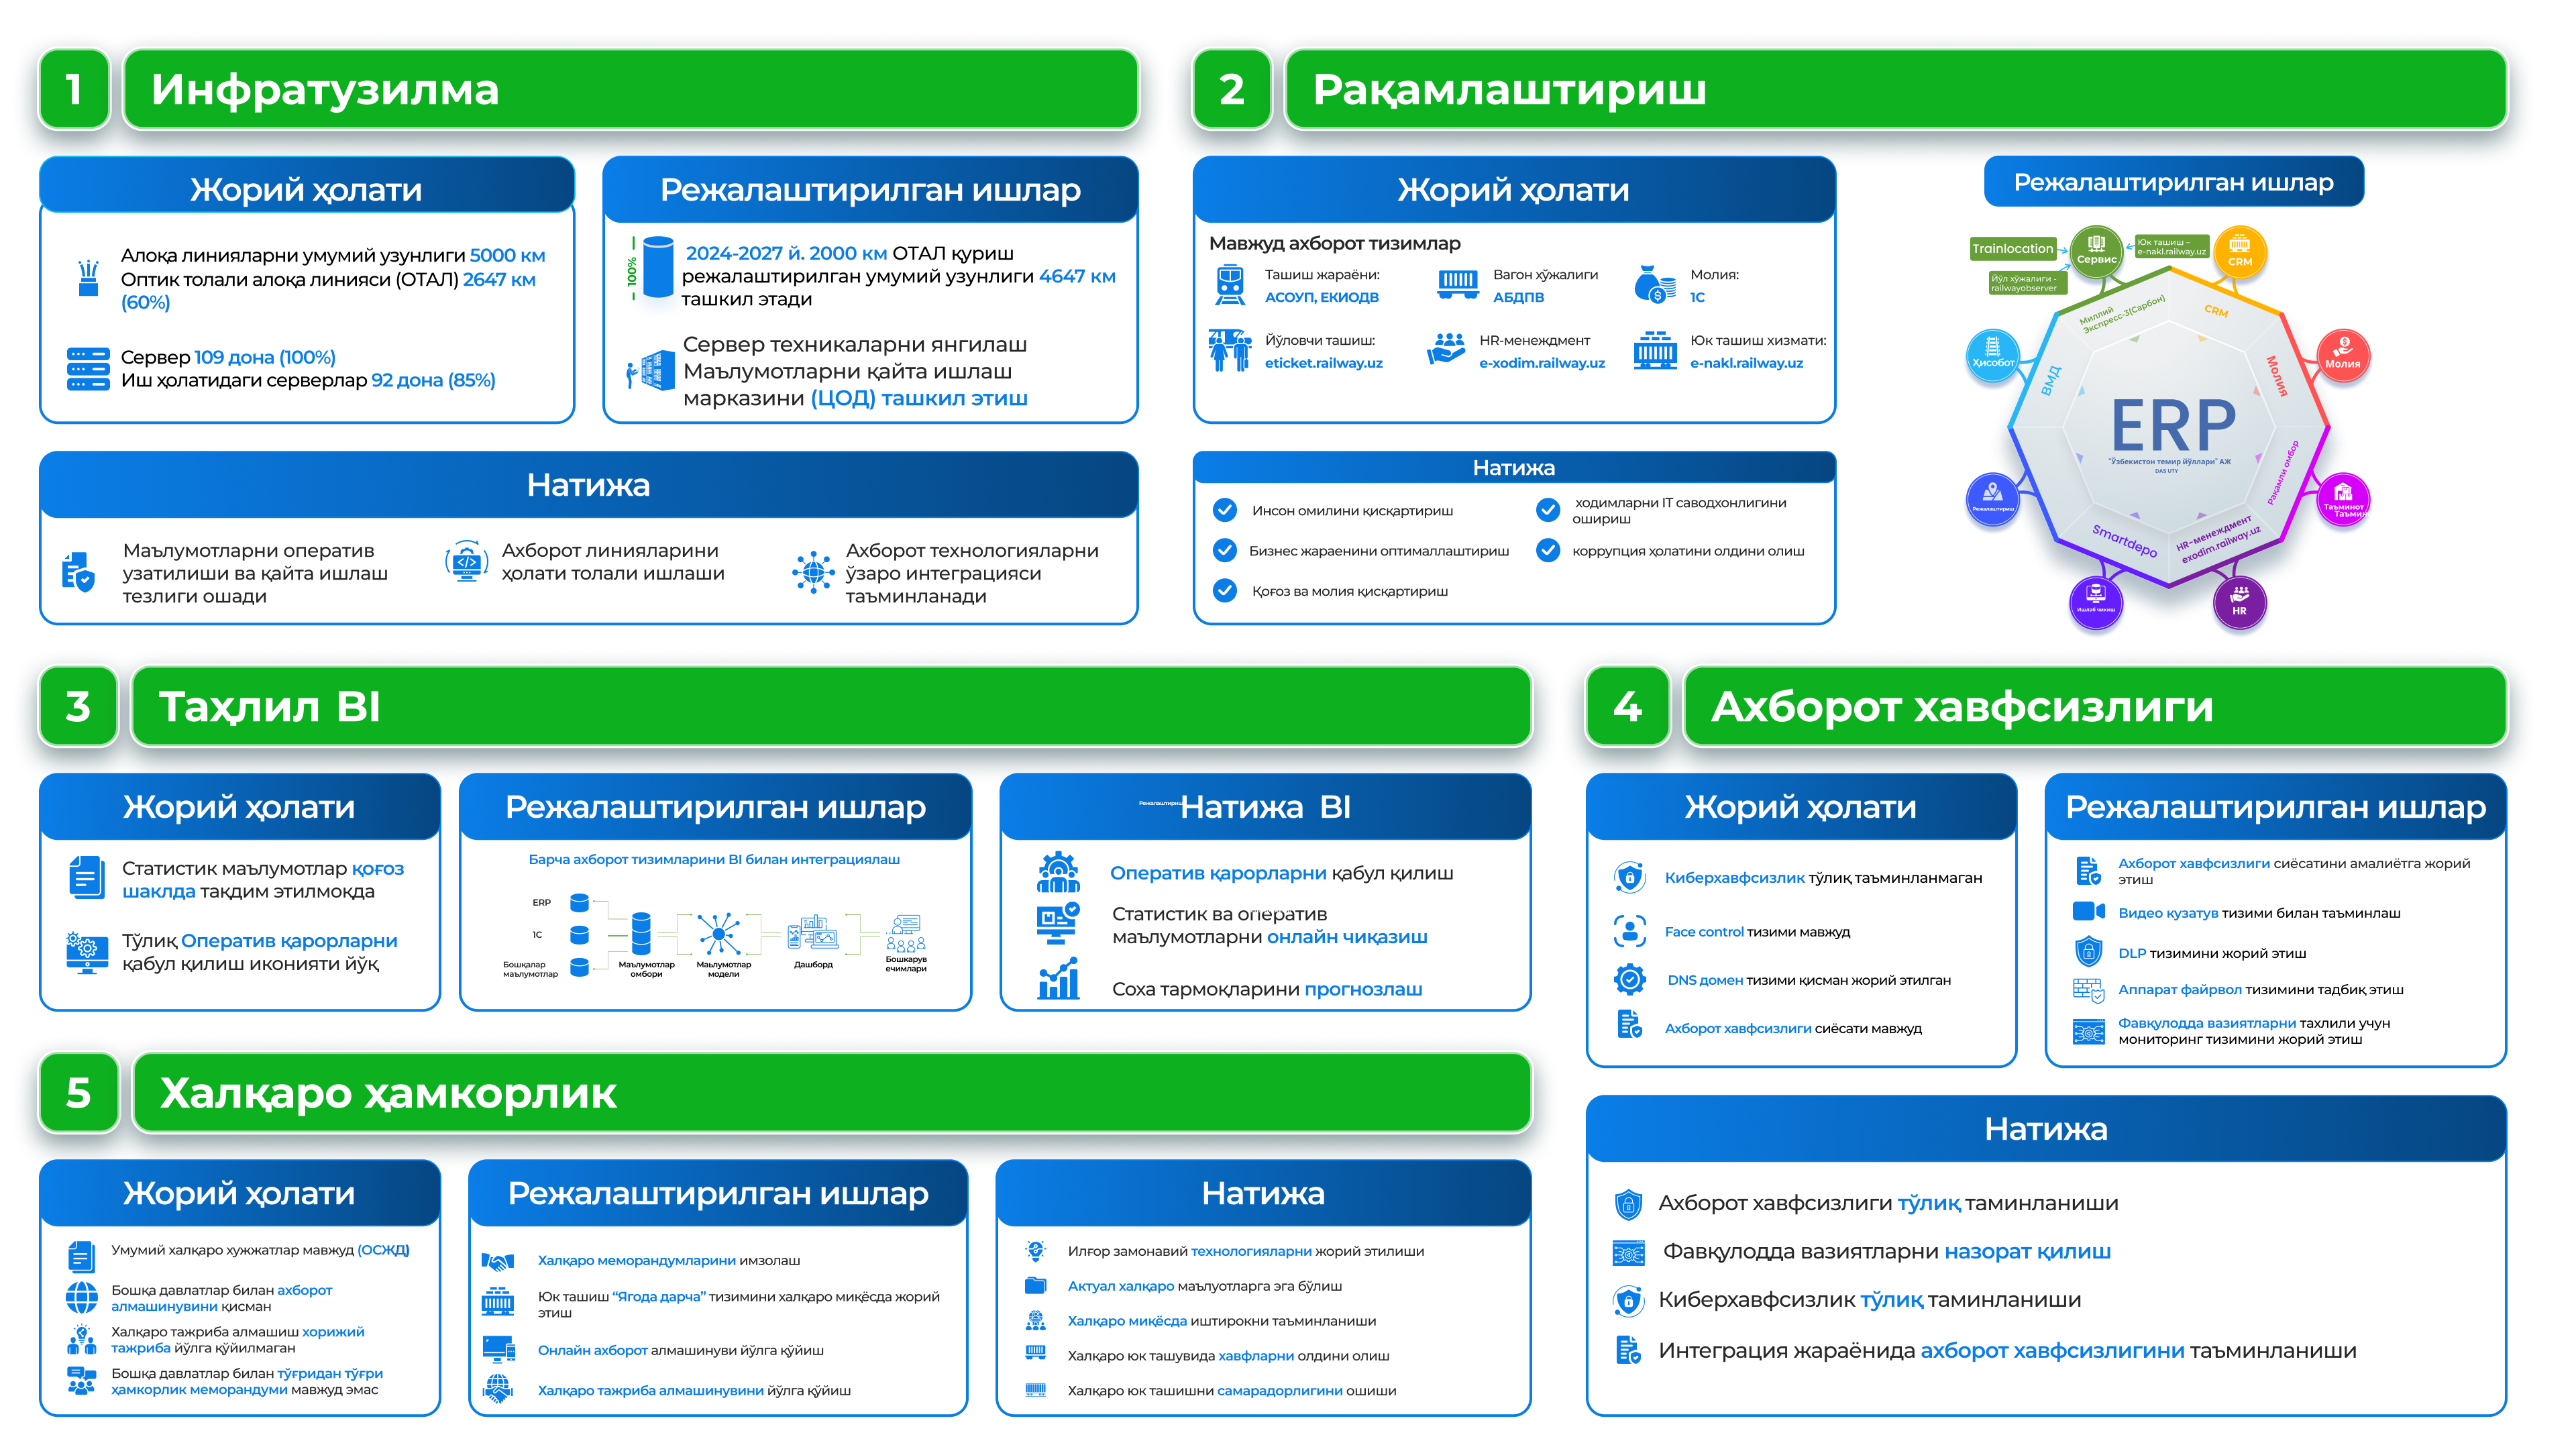 1
Инфратузилма
Жорий ҳолати
Алоқа линияларни умумий узунлиги 5000 км
Оптик толали алоқа линияси (ОТАЛ) 2647 км
(60%)
Сервер 109 дона (100%)
Иш ҳолатидаги серверлар 92 дона (85%)
Режалаштирилган ишлар
100%
2024-2027 й. 2000 км ОТАЛ қуриш
режалаштирилган умумий узунлиги 4647 км
ташкил этади
Сервер техникаларни янгилаш
Маълумотларни қайта ишлаш
марказини (ЦОД) ташкил этиш
Натижа
Маълумотларни оператив
узатилиши ва қайта ишлаш
тезлиги ошади
Ахборот линияларини
ҳолати толали ишлаши
Ахборот технологияларни
ўзаро интеграцияси
таъминланади
2
Рақамлаштириш
Жорий ҳолати
Мавжуд ахборот тизимлар
Ташиш жараёни:
АСОУП, ЕКИОДВ
Вагон хўжалиги
АБДПВ
Молия:
1С
Йўловчи ташиш:
eticket.railway.uz
HR-менеждмент
e-xodim.railway.uz
Юк ташиш хизмати:
e-nakl.railway.uz
Натижа
Инсон омилини қисқартириш
Бизнес жараенини оптималлаштириш
Қоғоз ва молия қисқартириш
ходимларни IT саводхонлигини
ошириш
коррупция ҳолатини олдини олиш
Режалаштирилган ишлар
Trainlocation
Сервис
Юк ташиш –
e-nakl.railway.uz
Йўл хўжалиги -
railwayobserver
CRM
Миллий
Экспресс-3(Сарбон)
CRM
Ҳисобот
ВМД
Молия
Молия
ERP
"Ўзбекистон темир йўллари" АЖ
DAS UTY
Рақамли омбор
Режалаштириш
Таъминот
Таъмин
Smartdepo
HR-менеждмент
exodim.railway.uz
Ишлаб чикиш
HR
3
Таҳлил BI
Жорий ҳолати
Статистик маълумотлар қоғоз
шаклда тақдим этилмоқда
Тўлиқ Оператив қарорларни
қабул қилиш иконияти йўқ
Режалаштирилган ишлар
Барча ахборот тизимларини BI билан интеграциялаш
ERP
1С
Бошқалар
маълумотлар
Маълумотлар
омбори
Маьлумотлар
модели
Дашборд
Бошкарув
ечимлари
Режалаштириш
Натижа BI
Оператив қарорларни қабул қилиш
Статистик ва оператив
маълумотларни онлайн чиқазиш
Соха тармоқларини прогнозлаш
4
Ахборот хавфсизлиги
Жорий ҳолати
Киберхавфсизлик тўлиқ таъминланмаган
Face control тизими мавжуд
DNS домен тизими қисман жорий этилган
Ахборот хавфсизлиги сиёсати мавжуд
Режалаштирилган ишлар
Ахборот хавфсизлиги сиёсатини амалиётга жорий
этиш
Видео кузатув тизими билан таъминлаш
DLP тизимини жорий этиш
Аппарат файрвол тизимини тадбиқ этиш
Фавқулодда вазиятларни тахлили учун
мониторинг тизимини жорий этиш
Натижа
Ахборот хавфсизлиги тўлиқ таминланиши
Фавқулодда вазиятларни назорат қилиш
Киберхавфсизлик тўлиқ таминланиши
Интеграция жараёнида ахборот хавфсизлигини таъминланиши
5
Халқаро ҳамкорлик
Жорий ҳолати
Умумий халқаро хужжатлар мавжуд (ОСЖД)
Бошқа давлатлар билан ахборот
алмашинувини қисман
Халқаро тажриба алмашиш хорижий
тажриба йўлга қўйилмаган
Бошқа давлатлар билан тўғридан тўғри
ҳамкорлик меморандуми мавжуд эмас
Режалаштирилган ишлар
Халқаро меморандумларини имзолаш
Юк ташиш “Ягода дарча” тизимини халқаро миқёсда жорий
этиш
Онлайн ахборот алмашинуви йўлга қўйиш
Халқаро тажриба алмашинувини йўлга қўйиш
Натижа
Илғор замонавий технологияларни жорий этилиши
Актуал халқаро маълуотларга эга бўлиш
Халқаро миқёсда иштирокни таъминланиши
Халқаро юк ташувида хавфларни олдини олиш
Халқаро юк ташишни самарадорлигини ошиши